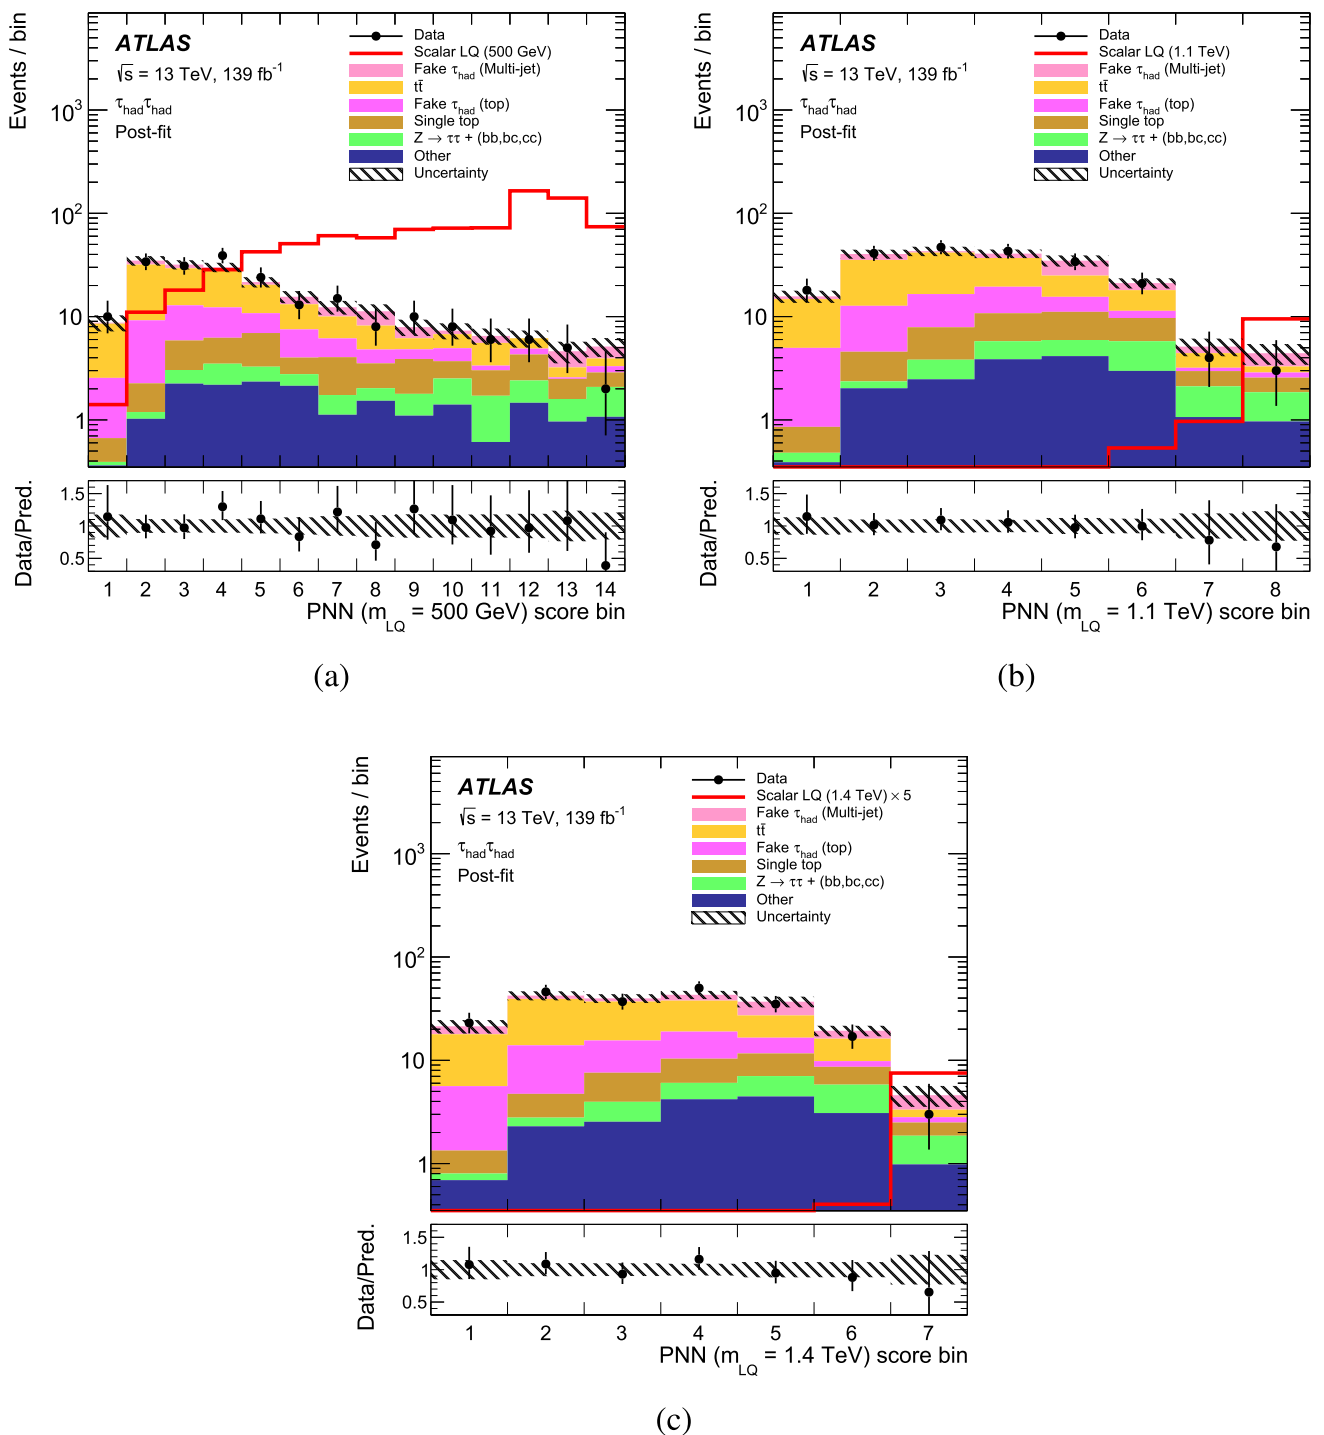 Events / bin
ATLAS
√s = 13 TeV, 139 fb⁻¹
τhadτhad
Post-fit
Data
Scalar LQ (500 GeV)
Fake τhad (Multi-jet)
tt̄
Fake τhad (top)
Single top
Z → ττ + (bb,bc,cc)
Other
Uncertainty
10³
10²
10
1
Data/Pred.
1.5
1
0.5
1 2 3 4 5 6 7 8 9 10 11 12 13 14
PNN (mLQ = 500 GeV) score bin
(a)
Events / bin
ATLAS
√s = 13 TeV, 139 fb⁻¹
τhadτhad
Post-fit
Data
Scalar LQ (1.1 TeV)
Fake τhad (Multi-jet)
tt̄
Fake τhad (top)
Single top
Z → ττ + (bb,bc,cc)
Other
Uncertainty
10³
10²
10
1
Data/Pred.
1.5
1
0.5
1 2 3 4 5 6 7 8
PNN (mLQ = 1.1 TeV) score bin
(b)
Events / bin
ATLAS
√s = 13 TeV, 139 fb⁻¹
τhadτhad
Post-fit
Data
Scalar LQ (1.4 TeV) × 5
Fake τhad (Multi-jet)
tt̄
Fake τhad (top)
Single top
Z → ττ + (bb,bc,cc)
Other
Uncertainty
10³
10²
10
1
Data/Pred.
1.5
1
0.5
1 2 3 4 5 6 7
PNN (mLQ = 1.4 TeV) score bin
(c)